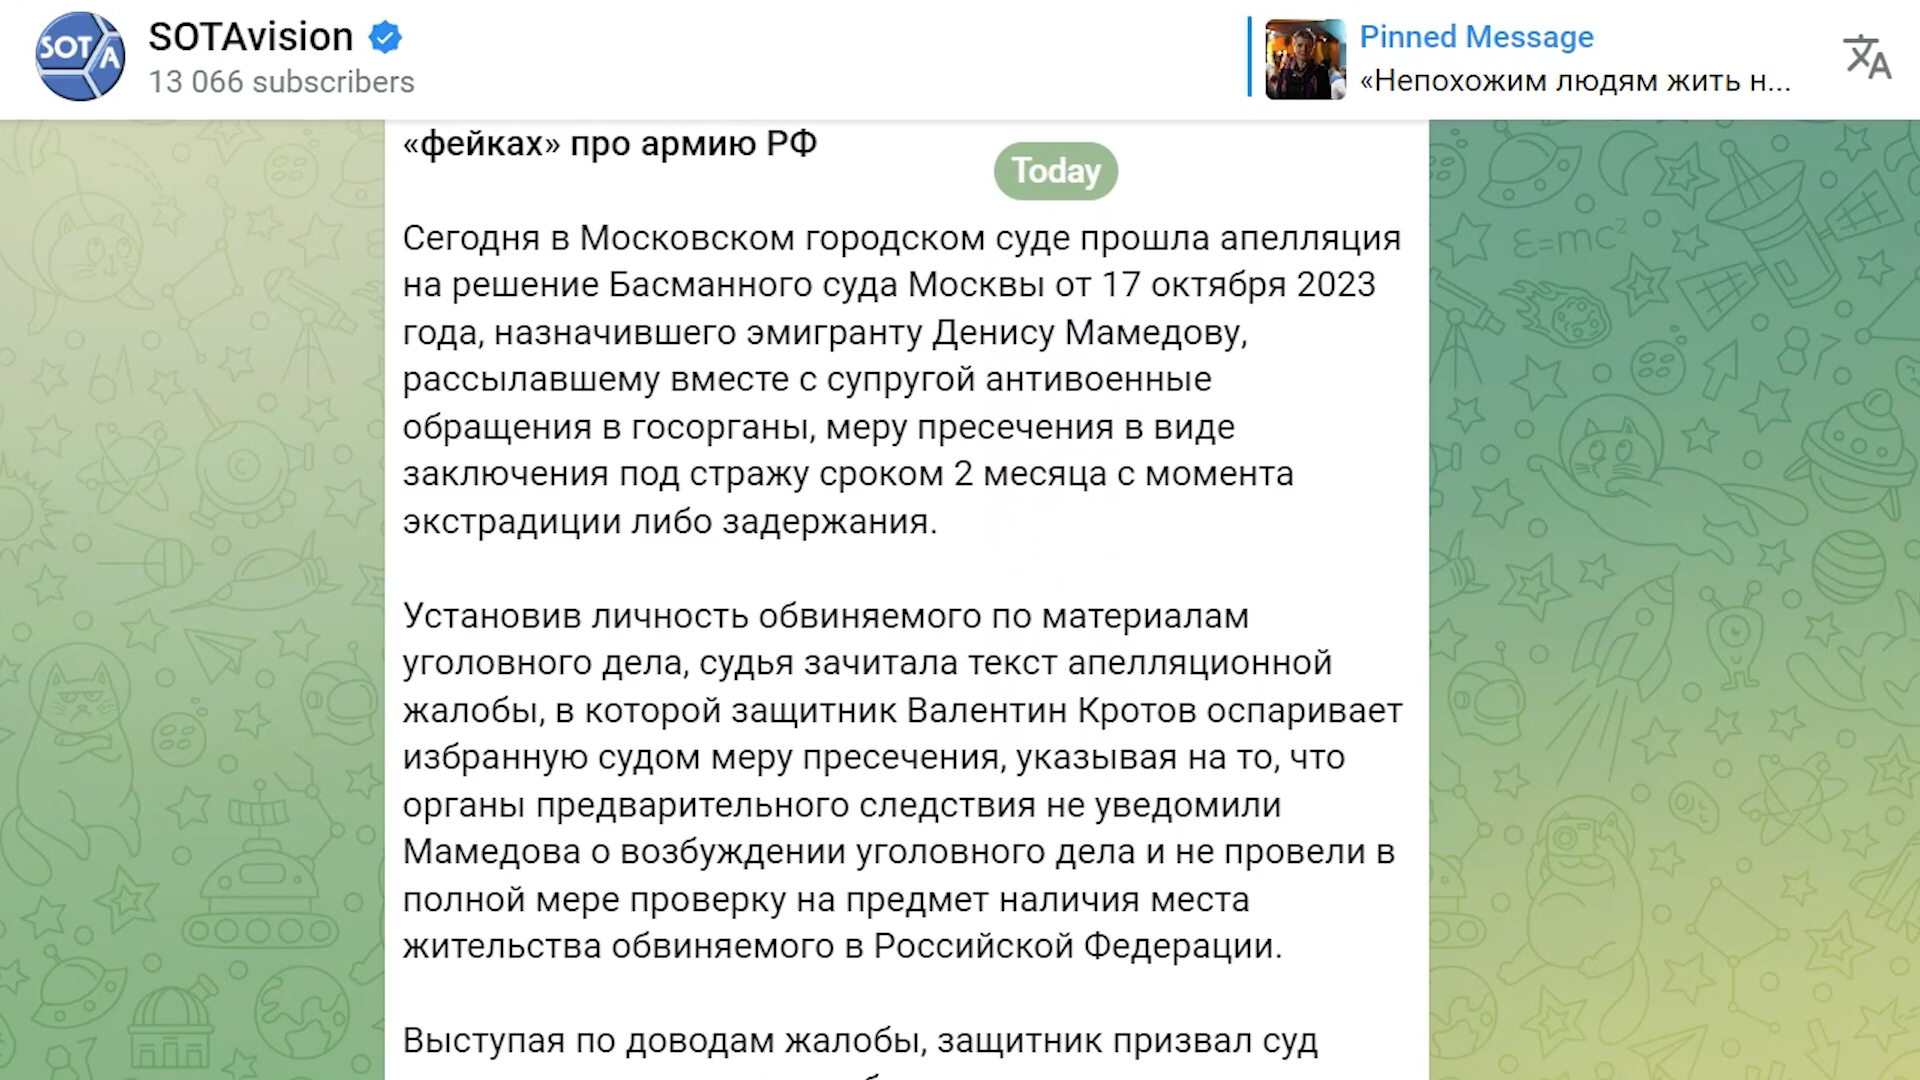 SOTA
SOTAvision
13 066 subscribers
Pinned Message
«Непохожим людям жить н...
«фейках» про армию РФ
Today
Сегодня в Московском городском суде прошла апелляция
на решение Басманного суда Москвы от 17 октября 2023
года, назначившего эмигранту Денису Мамедову,
рассылавшему вместе с супругой антивоенные
обращения в госорганы, меру пресечения в виде
заключения под стражу сроком 2 месяца с момента
экстрадиции либо задержания.
Установив личность обвиняемого по материалам
уголовного дела, судья зачитала текст апелляционной
жалобы, в которой защитник Валентин Кротов оспаривает
избранную судом меру пресечения, указывая на то, что
органы предварительного следствия не уведомили
Мамедова о возбуждении уголовного дела и не провели в
полной мере проверку на предмет наличия места
жительства обвиняемого в Российской Федерации.
Выступая по доводам жалобы, защитник призвал суд
E=mc²